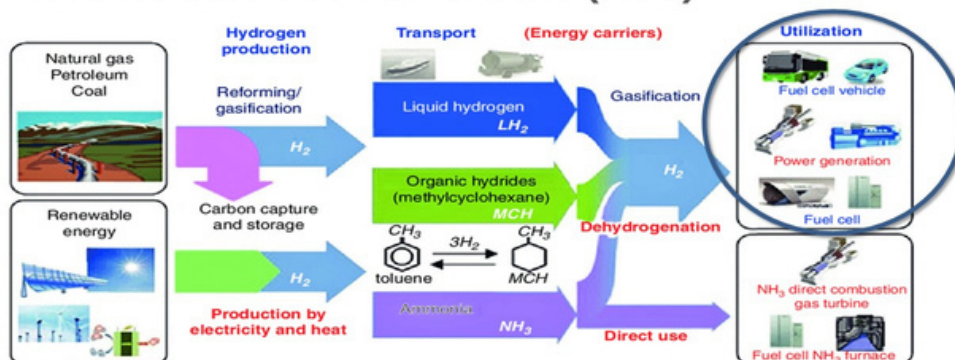 Hydrogen
production
Transport
(Energy carriers)
Utilization
Natural gas
Petroleum
Coal
Reforming/
gasification
H2
Carbon capture
and storage
Renewable
energy
H2
Production by
electricity and heat
Liquid hydrogen
LH2
Organic hydrides
(methylcyclohexane)
MCH
CH3
toluene
3H2
CH3
MCH
Ammonia
NH3
Gasification
H2
Dehydrogenation
Direct use
Fuel cell vehicle
Power generation
Fuel cell
NH3 direct combustion
gas turbine
Fuel cell NH3 furnace